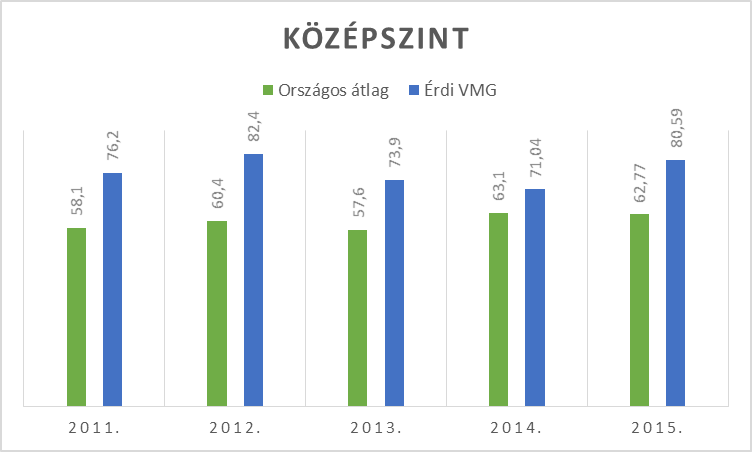 KÖZÉPSZINT
Országos átlag Érdi VMG
58,1 76,2 60,4 82,4 57,6 73,9 63,1 71,04 62,77 80,59
2011. 2012. 2013. 2014. 2015.